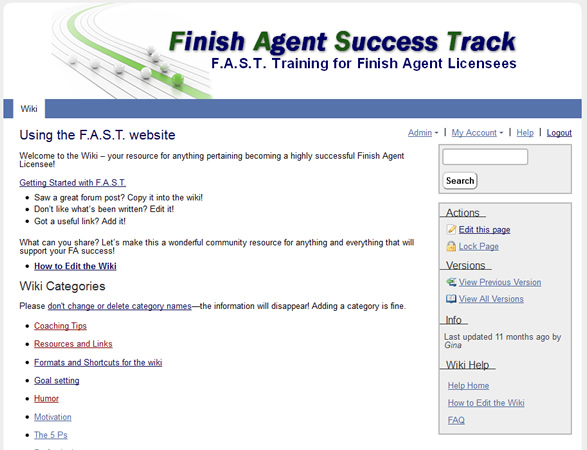 Finish Agent Success Track
F.A.S.T. Training for Finish Agent Licensees
Wiki
Using the F.A.S.T. website
Admin
My Account
Help
Logout
Welcome to the Wiki – your resource for anything pertaining becoming a highly successful Finish Agent
Licensee!
Getting Started with F.A.S.T.
Saw a great forum post? Copy it into the wiki!
Don't like what's been written? Edit it!
Got a useful link? Add it!
What can you share? Let's make this a wonderful community resource for anything and everything that will
support your FA success!
How to Edit the Wiki
Wiki Categories
Please don't change or delete category names—the information will disappear! Adding a category is fine.
Coaching Tips
Resources and Links
Formats and Shortcuts for the wiki
Goal setting
Humor
Motivation
The 5 Ps
Search
Actions
Edit this page
Lock Page
Versions
View Previous Version
View All Versions
Info
Last updated 11 months ago by
Gina
Wiki Help
Help Home
How to Edit the Wiki
FAQ